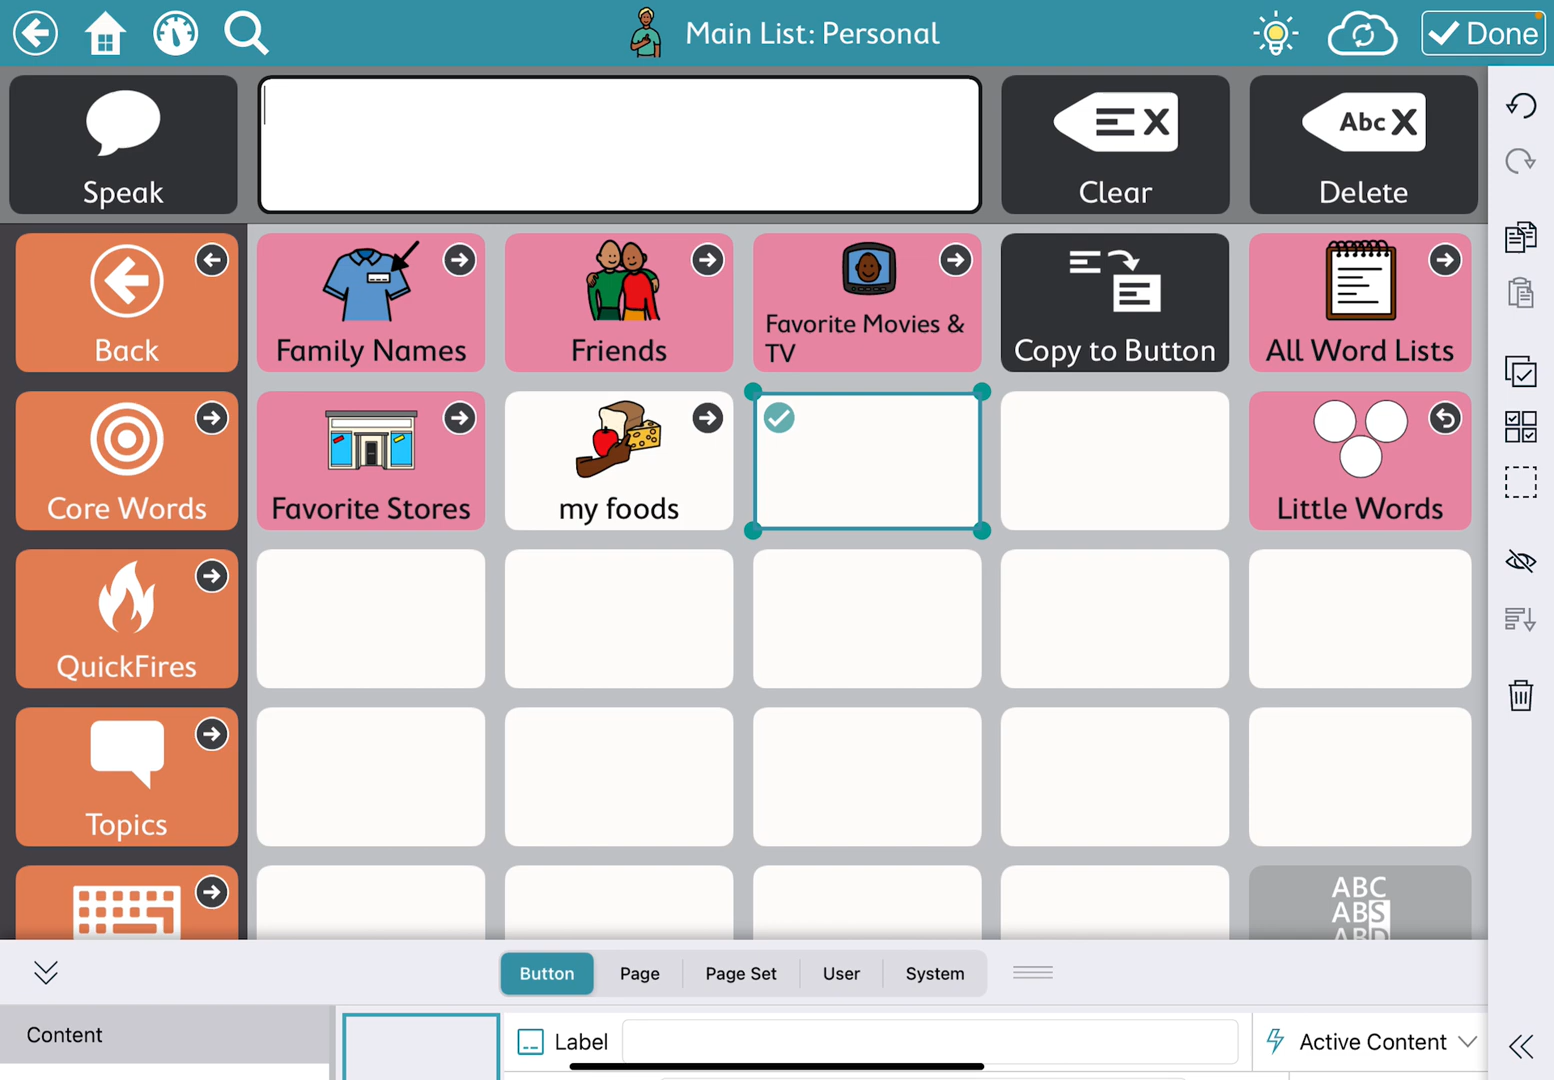 Main List: Personal
Done
Speak
Clear
Abc X
Delete
Back
Family Names
Friends
Favorite Movies &
TV
Copy to Button
All Word Lists
Core Words
Favorite Stores
my foods
Little Words
QuickFires
Topics
ABC
ABS
ABD
Button
Page
Page Set
User
System
Content
Label
Active Content